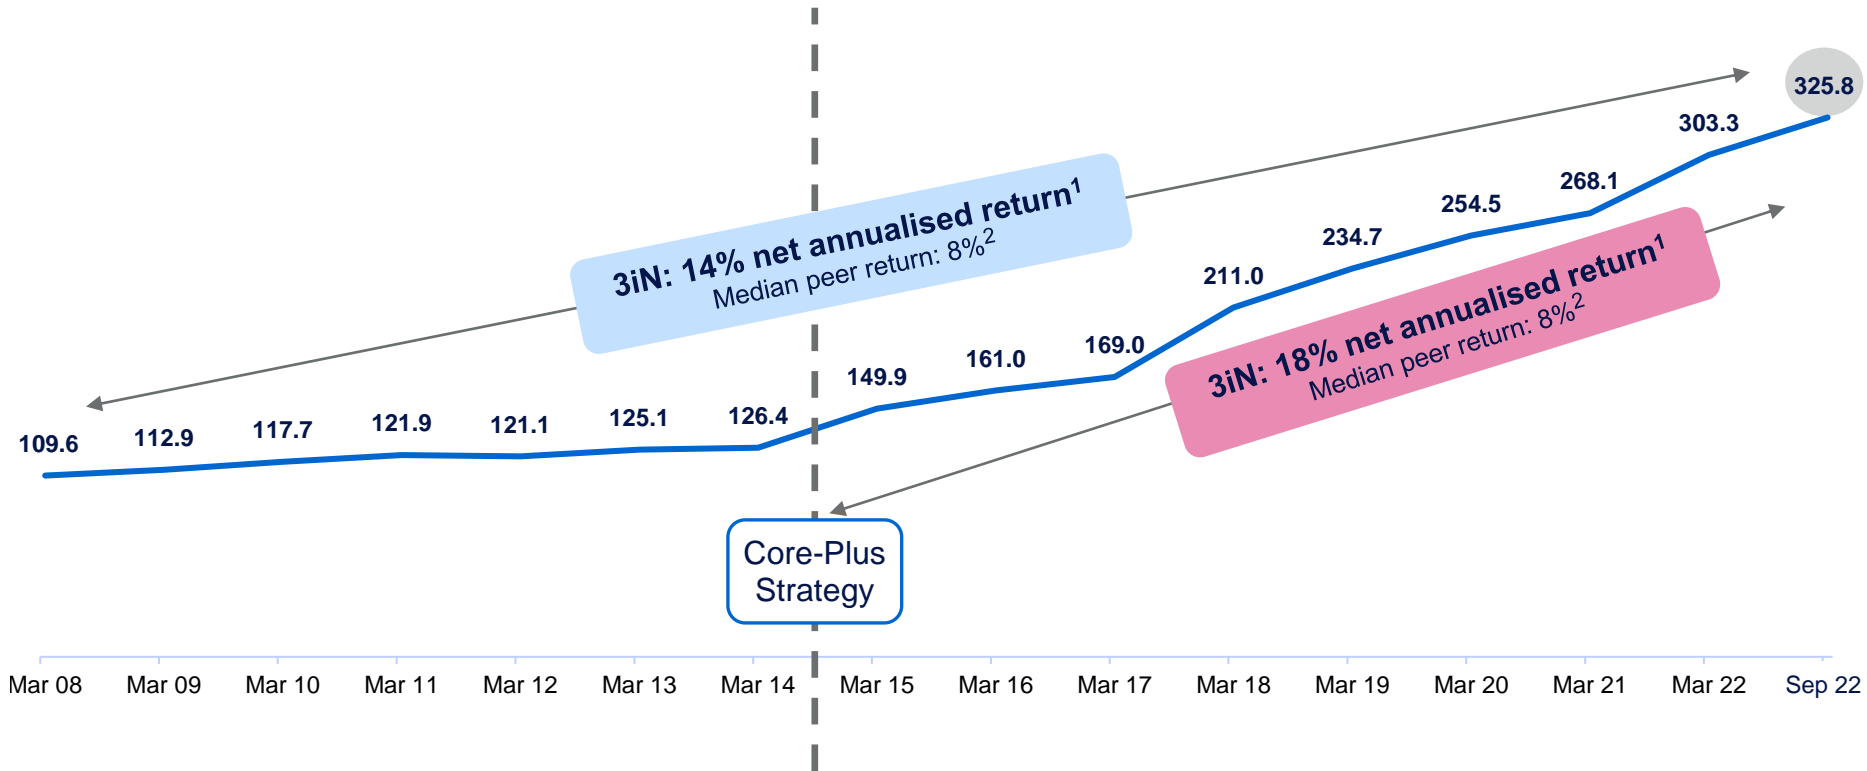 325.8
303.3
268.1
254.5
234.7
211.0
169.0
161.0
149.9
126.4
125.1
121.1
121.9
117.7
112.9
109.6
3iN: 14% net annualised return¹
Median peer return: 8%²
3iN: 18% net annualised return¹
Median peer return: 8%²
Core-Plus
Strategy
Mar 08 Mar 09 Mar 10 Mar 11 Mar 12 Mar 13 Mar 14 Mar 15 Mar 16 Mar 17 Mar 18 Mar 19 Mar 20 Mar 21 Mar 22 Sep 22